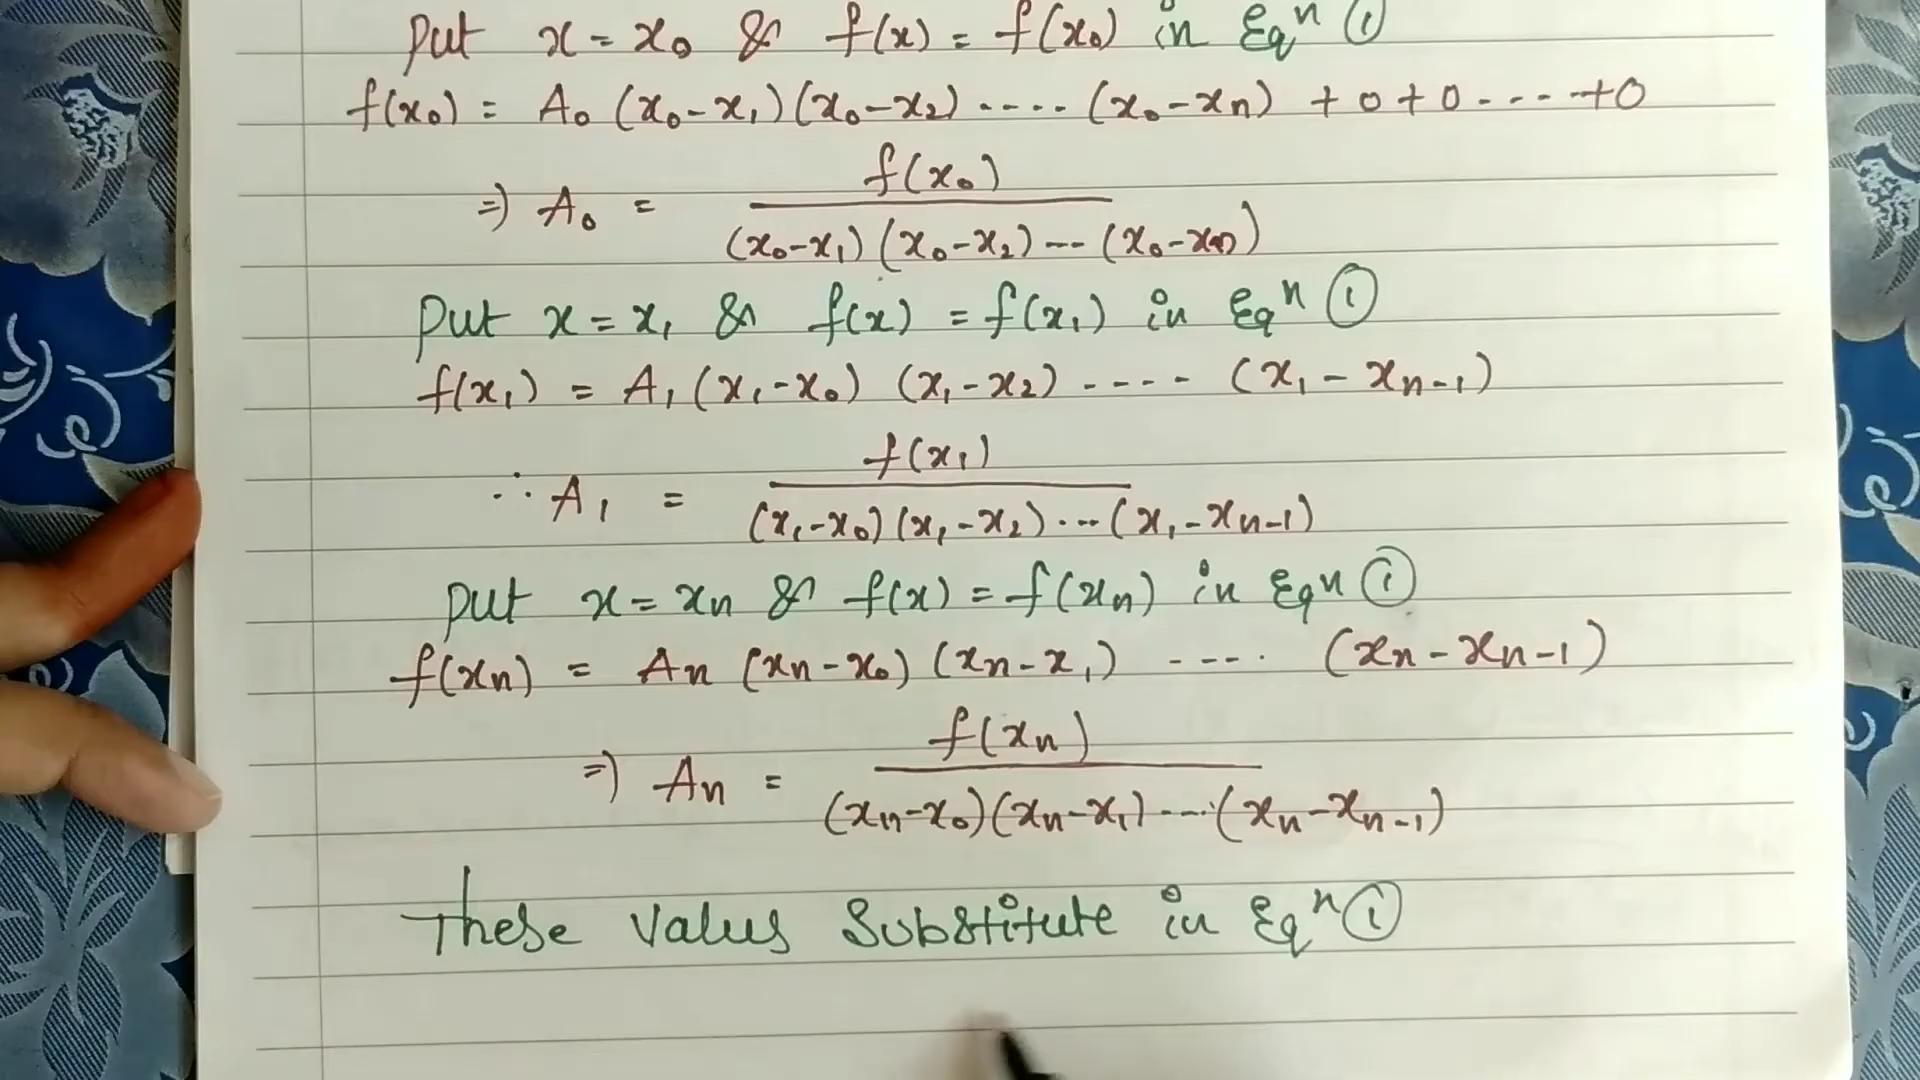 Put x = x₀ & f(x) = f(x₀) in Eqⁿ ①
f(x₀) = A₀ (x₀-x₁)(x₀-x₂) ..... (x₀-xn) + 0 + 0 - - - - +0
⇒ A₀ = f(x₀) / (x₀-x₁)(x₀-x₂) --- (x₀-xn)
Put x = x₁ & f(x) = f(x₁) in Eqⁿ ①
f(x₁) = A₁ (x₁-x₀) (x₁-x₂) ---- (x₁-xn-1)
∴ A₁ = f(x₁) / (x₁-x₀)(x₁-x₂) ---- (x₁-xn-1)
Put x = xn & f(x) = f(xn) in Eqⁿ ①
f(xn) = An (xn-x₀) (xn-x₁) ---- (xn-xn-1)
⇒ An = f(xn) / (xn-x₀)(xn-x₁) ---- (xn-xn-1)
These valus Substitute in Eqⁿ ①